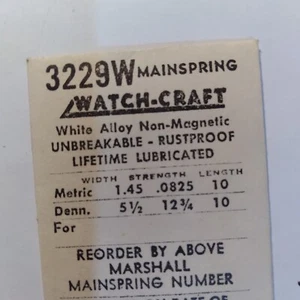 3229W MAINSPRING
WATCH-CRAFT
White Alloy Non-Magnetic
UNBREAKABLE - RUSTPROOF
LIFETIME LUBRICATED
WIDTH STRENGTH LENGTH
Metric 1.45 .0825 10
Denn. 5½ 12¾ 10
For
REORDER BY ABOVE
MARSHALL
MAINSPRING NUMBER